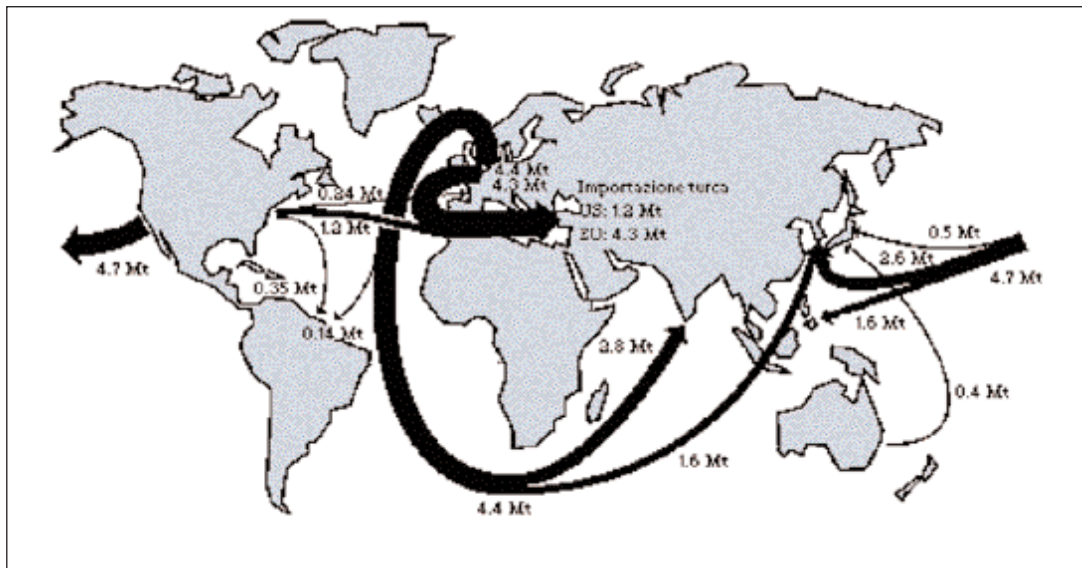 4.4 Mt
4.3 Mt
Importazione turca
US: 1.2 Mt
EU: 4.3 Mt
0.24 Mt
1.2 Mt
4.7 Mt
0.35 Mt
0.14 Mt
2.8 Mt
0.5 Mt
2.6 Mt
4.7 Mt
1.6 Mt
0.4 Mt
1.6 Mt
4.4 Mt